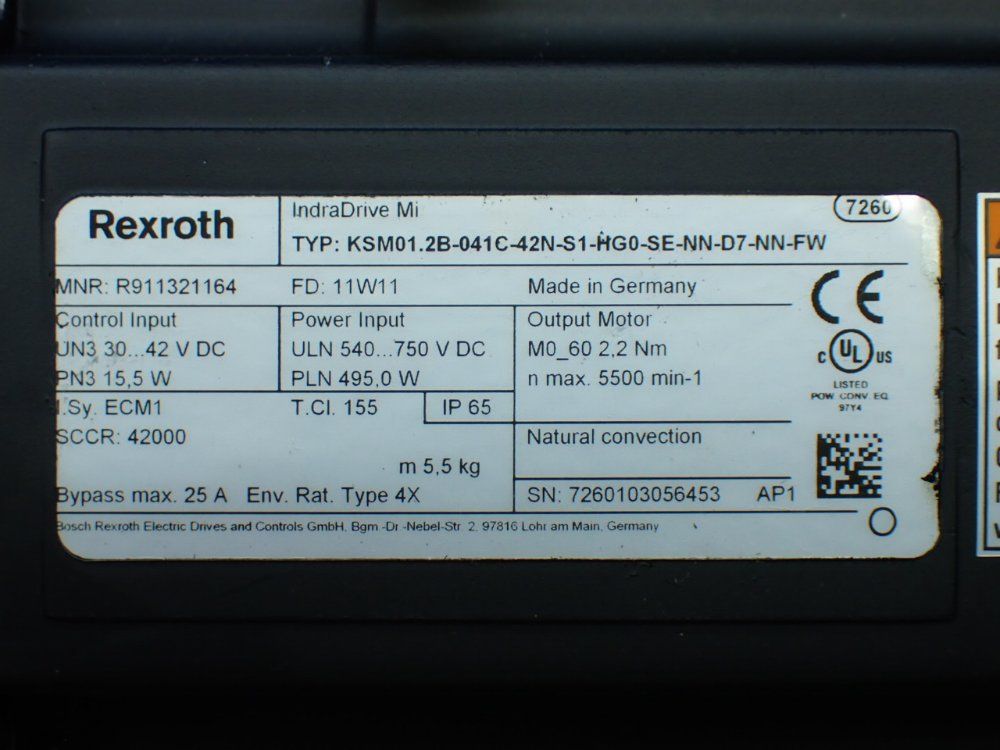 Rexroth
IndraDrive Mi
7260
TYP: KSM01.2B-041C-42N-S1-HG0-SE-NN-D7-NN-FW
MNR: R911321164 FD: 11W11 Made in Germany
CE
Control Input Power Input Output Motor
UN3 30...42 V DC ULN 540...750 V DC M0_60 2,2 Nm
c UL US
PN3 15,5 W PLN 495,0 W n max. 5500 min-1
LISTED
POW. CONV. EQ.
97Y4
I.Sy. ECM1 T.Cl. 155 IP 65
SCCR: 42000 Natural convection
m 5,5 kg
Bypass max. 25 A Env. Rat. Type 4X SN: 7260103056453 AP1
Bosch Rexroth Electric Drives and Controls GmbH, Bgm.-Dr.-Nebel-Str. 2, 97816 Lohr am Main, Germany